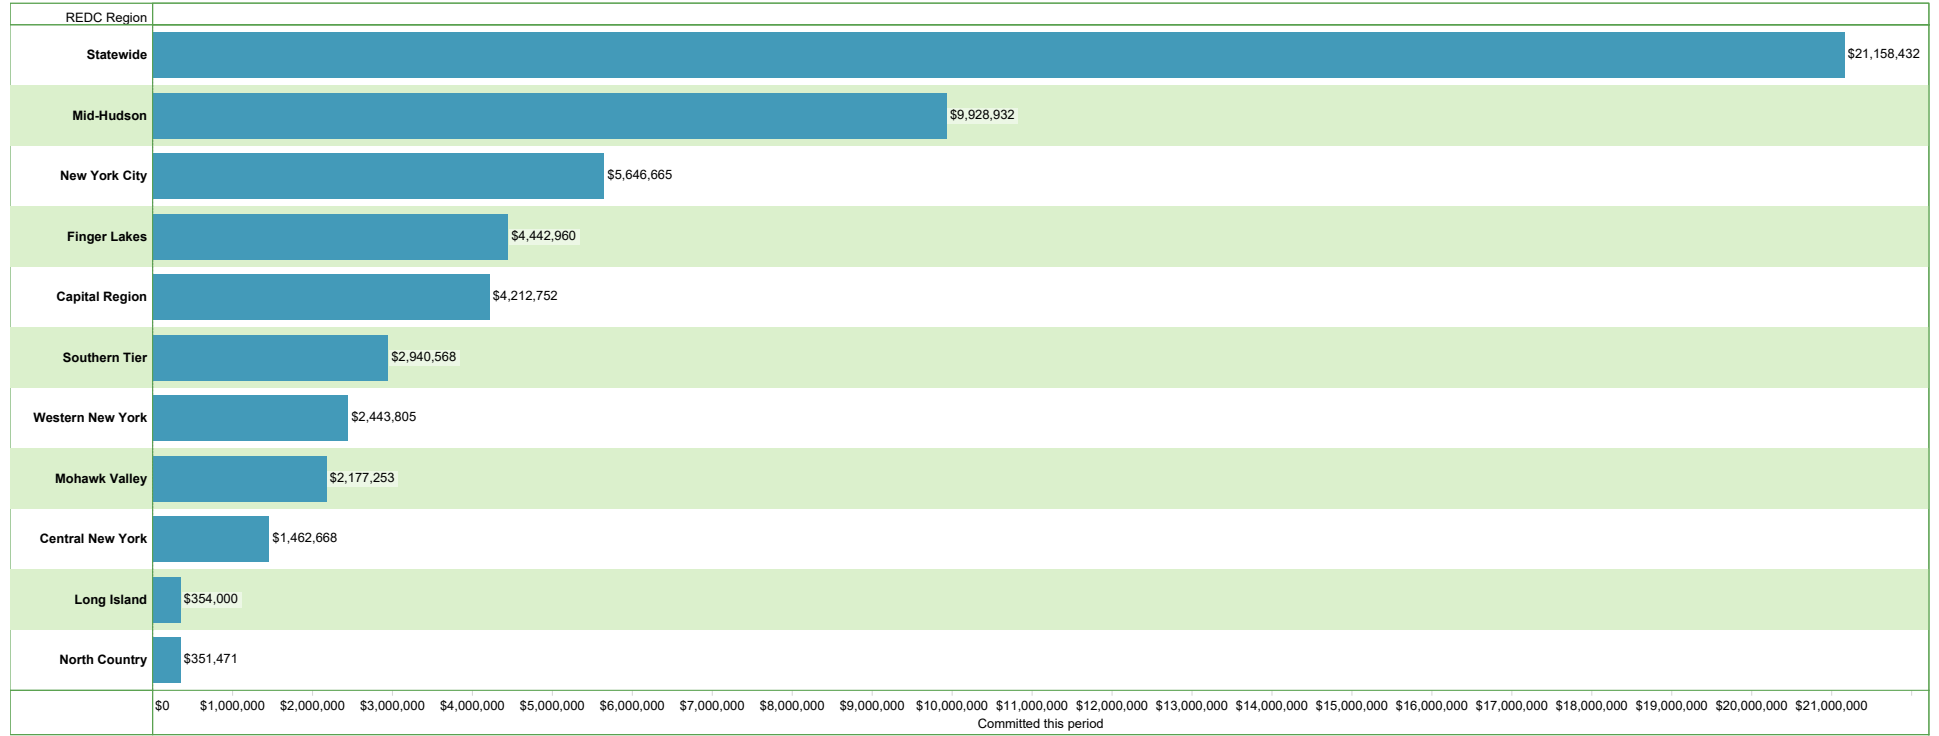 REDC Region
Statewide $21,158,432
Mid-Hudson $9,928,932
New York City $5,646,665
Finger Lakes $4,442,960
Capital Region $4,212,752
Southern Tier $2,940,568
Western New York $2,443,805
Mohawk Valley $2,177,253
Central New York $1,462,668
Long Island $354,000
North Country $351,471
$0 $1,000,000 $2,000,000 $3,000,000 $4,000,000 $5,000,000 $6,000,000 $7,000,000 $8,000,000 $9,000,000 $10,000,000 $11,000,000 $12,000,000 $13,000,000 $14,000,000 $15,000,000 $16,000,000 $17,000,000 $18,000,000 $19,000,000 $20,000,000 $21,000,000
Committed this period